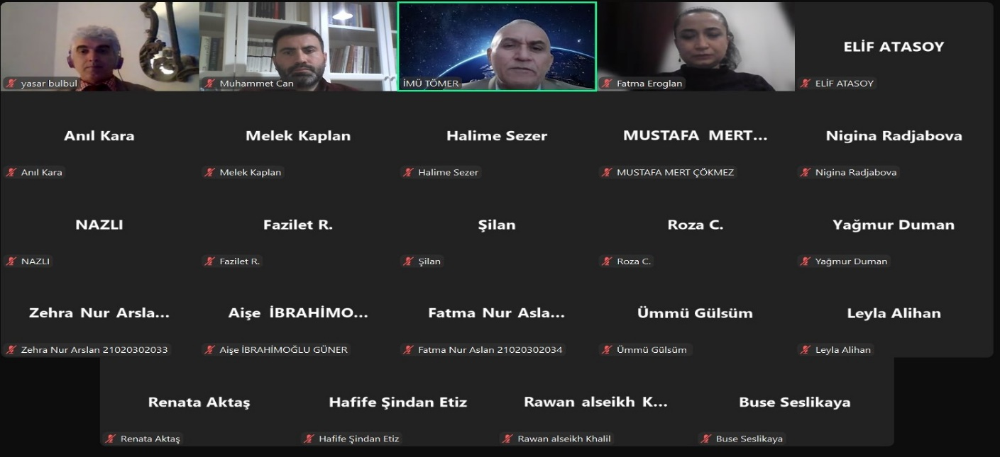 yasar bulbul
Muhammet Can
İMÜ TÖMER
Fatma Eroglan
ELİF ATASOY
ELİF ATASOY
Anıl Kara
Melek Kaplan
Halime Sezer
MUSTAFA MERT...
Nigina Radjabova
Anıl Kara
Melek Kaplan
Halime Sezer
MUSTAFA MERT ÇÖKMEZ
Nigina Radjabova
NAZLI
Fazilet R.
Şilan
Roza C.
Yağmur Duman
NAZLI
Fazilet R.
Şilan
Roza C.
Yağmur Duman
Zehra Nur Arsla...
Aişe İBRAHİMO...
Fatma Nur Asla...
Ümmü Gülsüm
Leyla Alihan
Zehra Nur Arslan 21020302033
Aişe İBRAHİMOĞLU GÜNER
Fatma Nur Aslan 21020302034
Ümmü Gülsüm
Leyla Alihan
Renata Aktaş
Hafife Şindan Etiz
Rawan alseikh K...
Buse Seslikaya
Renata Aktaş
Hafife Şindan Etiz
Rawan alseikh Khalil
Buse Seslikaya